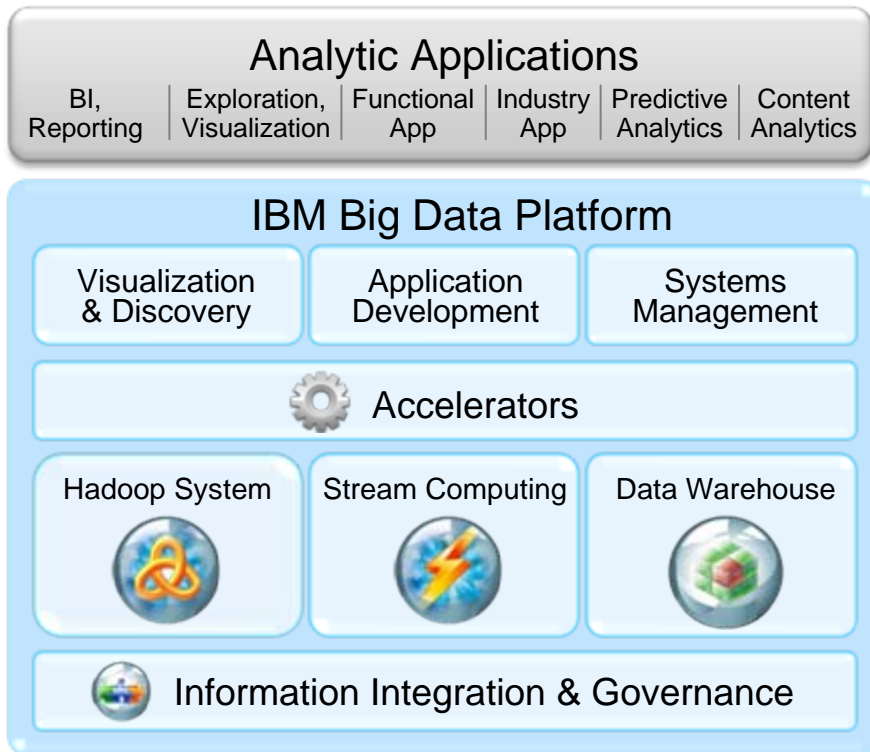 Analytic Applications
BI,
Reporting
Exploration,
Visualization
Functional
App
Industry
App
Predictive
Analytics
Content
Analytics
IBM Big Data Platform
Visualization
& Discovery
Application
Development
Systems
Management
Accelerators
Hadoop System
Stream Computing
Data Warehouse
Information Integration & Governance